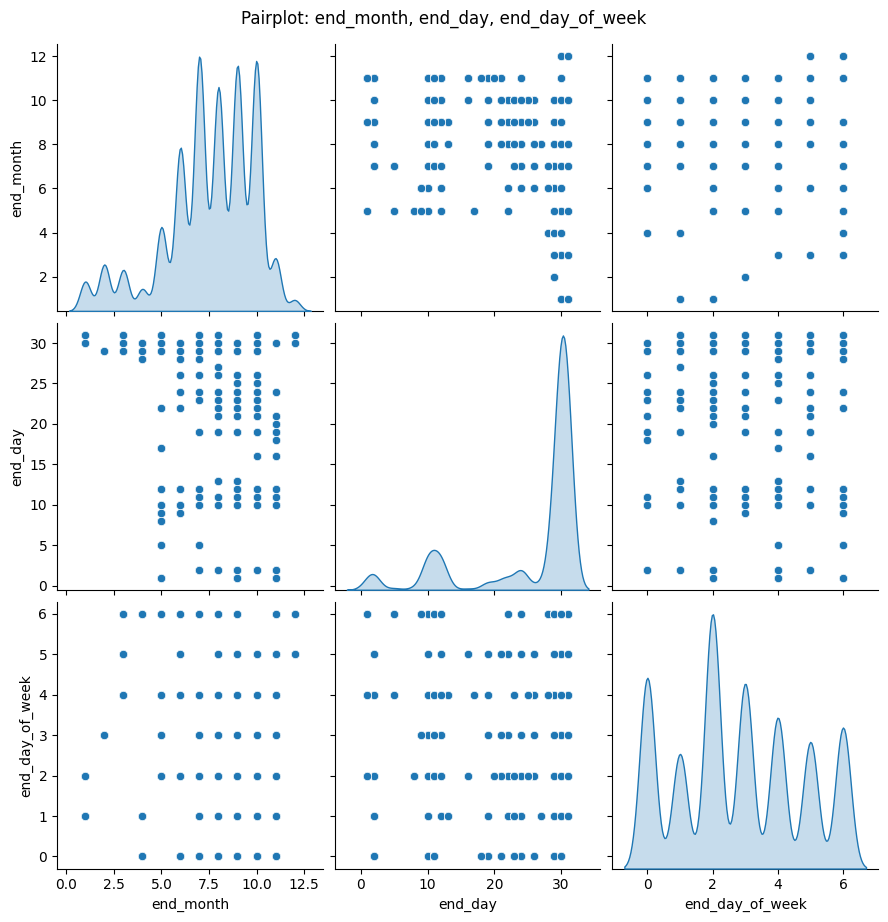 Pairplot: end_month, end_day, end_day_of_week
12
10
8
6
4
2
end_month
30
25
20
15
10
5
0
end_day
6
5
4
3
2
1
0
end_day_of_week
0.0 2.5 5.0 7.5 10.0 12.5
0 10 20 30
0 2 4 6
end_month
end_day
end_day_of_week